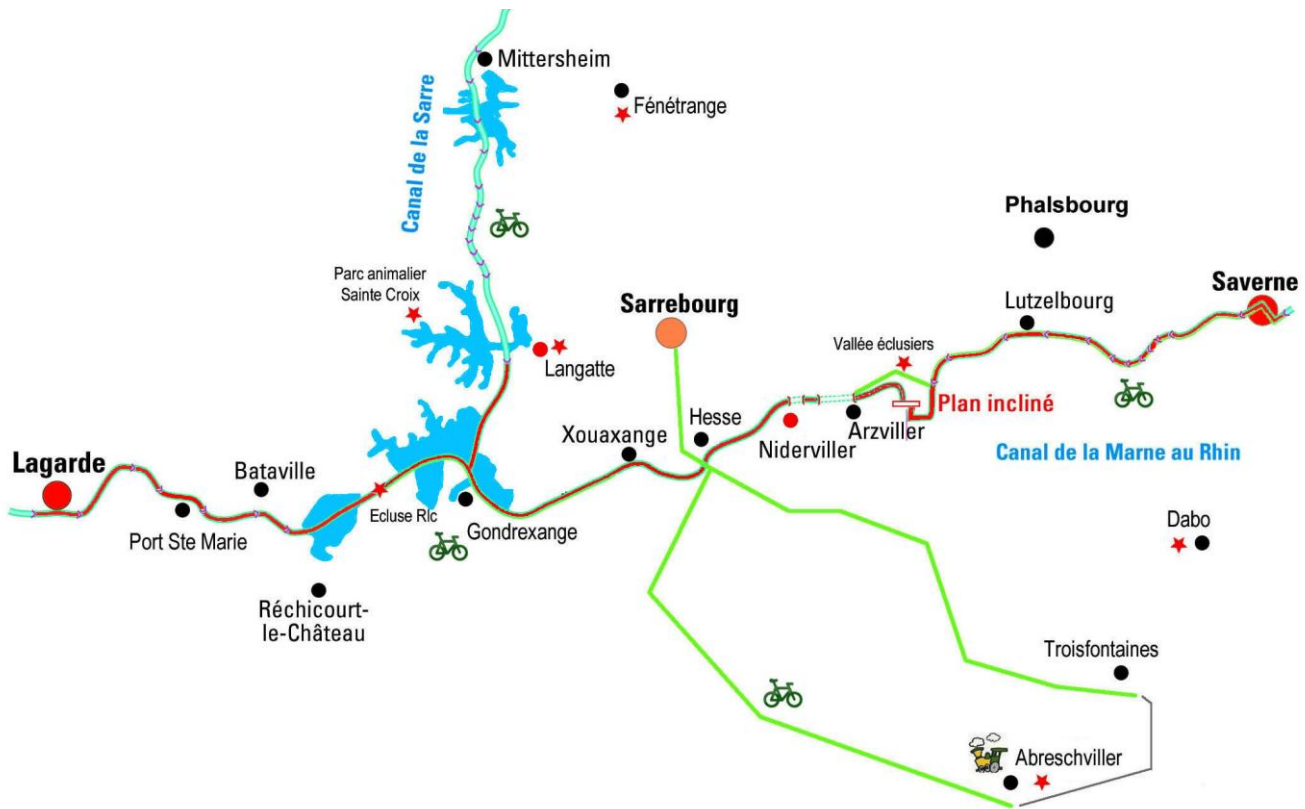 Mittersheim
Fénétrange
Canal de la Sarre
Phalsbourg
Parc animalier
Sainte Croix
Sarrebourg
Saverne
Lutzelbourg
Langatte
Vallée éclusiers
Plan incliné
Hesse
Xouaxange
Niderviller
Arzviller
Canal de la Marne au Rhin
Lagarde
Bataville
Ecluse Rlc
Gondrexange
Port Ste Marie
Dabo
Réchicourt-
le-Château
Troisfontaines
Abreschviller